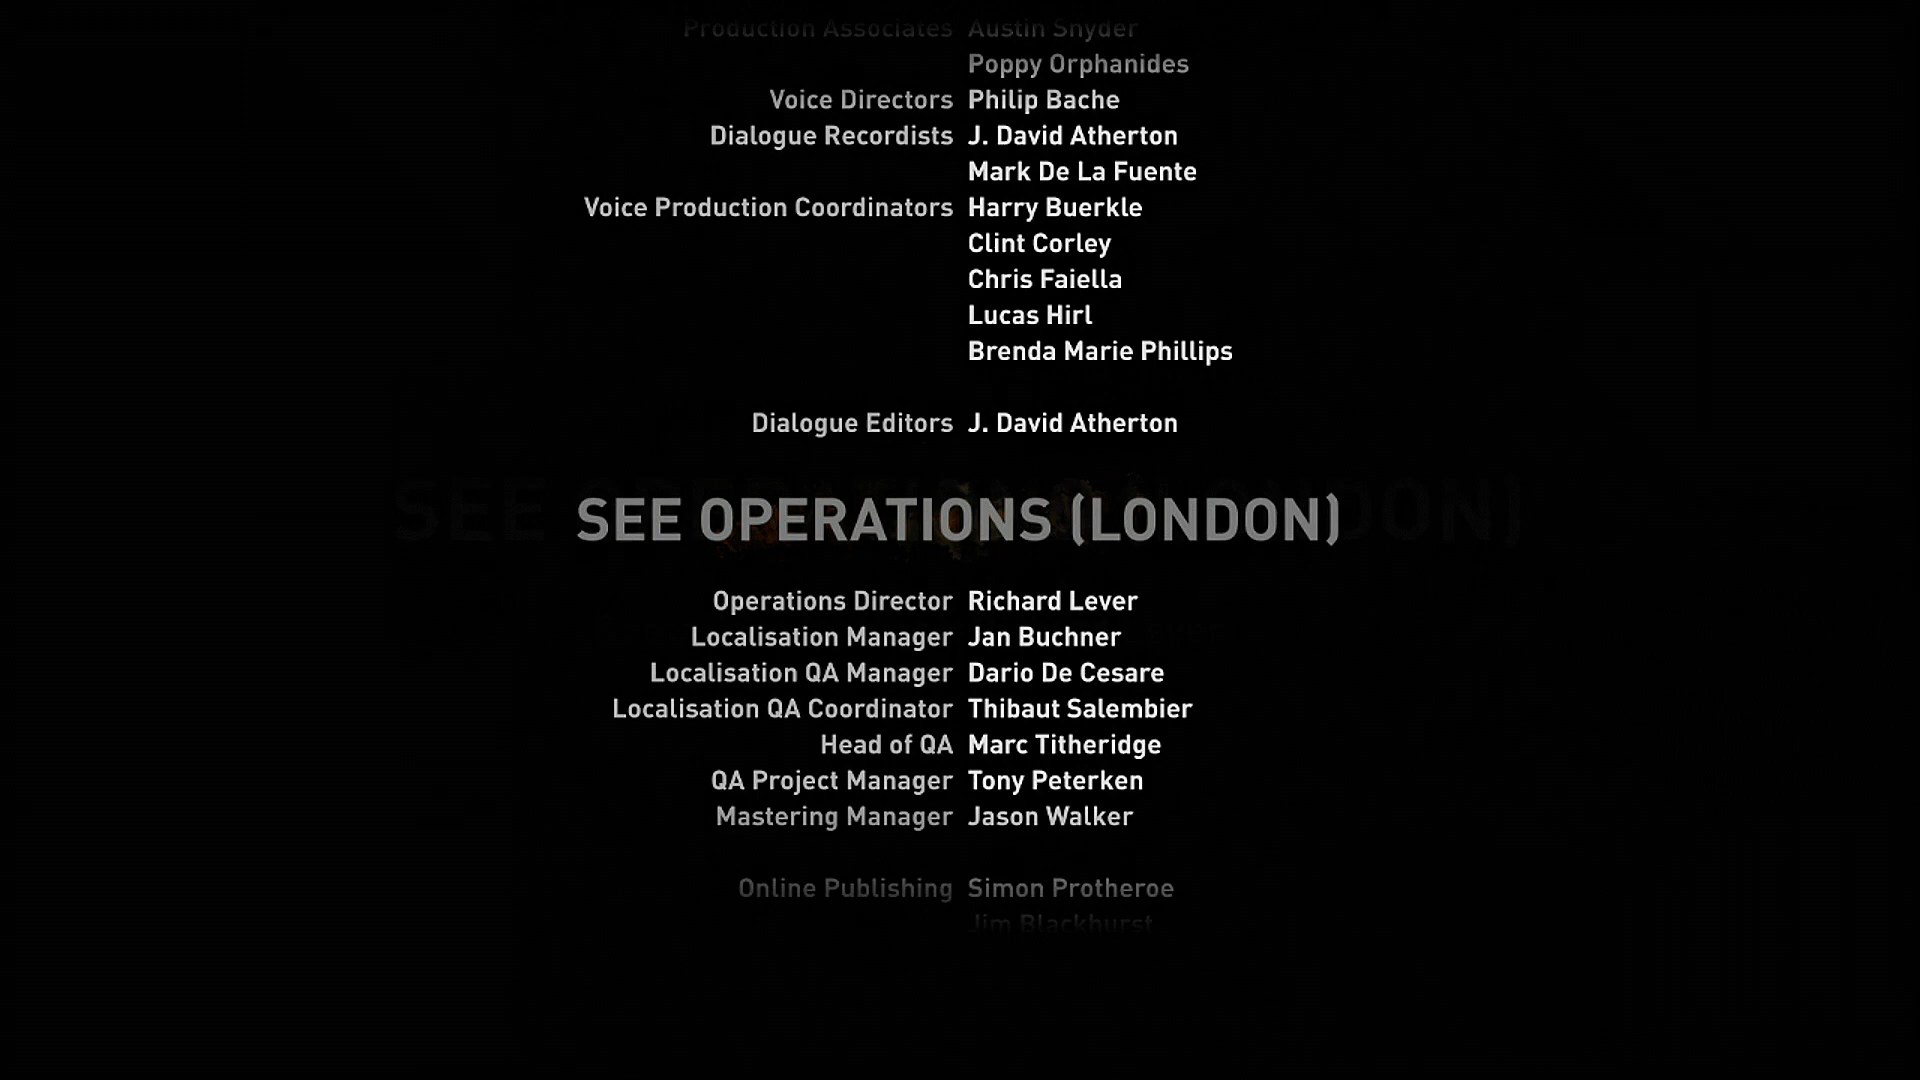 Production Associates Austin Snyder
Poppy Orphanides
Voice Directors Philip Bache
Dialogue Recordists J. David Atherton
Mark De La Fuente
Voice Production Coordinators Harry Buerkle
Clint Corley
Chris Faiella
Lucas Hirl
Brenda Marie Phillips
Dialogue Editors J. David Atherton
SEE OPERATIONS (LONDON)
Operations Director Richard Lever
Localisation Manager Jan Buchner
Localisation QA Manager Dario De Cesare
Localisation QA Coordinator Thibaut Salembier
Head of QA Marc Titheridge
QA Project Manager Tony Peterken
Mastering Manager Jason Walker
Online Publishing Simon Protheroe
Jim Blackhurst